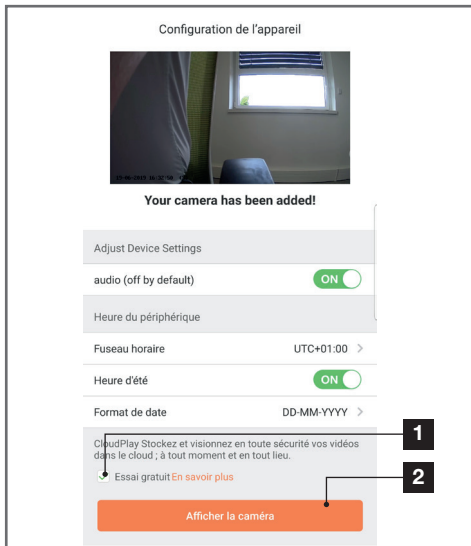 Configuration de l'appareil
Your camera has been added!
Adjust Device Settings
audio (off by default) ON
Heure du périphérique
Fuseau horaire UTC+01:00 >
Heure d'été ON
Format de date DD-MM-YYYY >
CloudPlay Stockez et visionnez en toute sécurité vos vidéos
dans le cloud ; à tout moment et en tout lieu.
1
Essai gratuit En savoir plus
2
Afficher la caméra